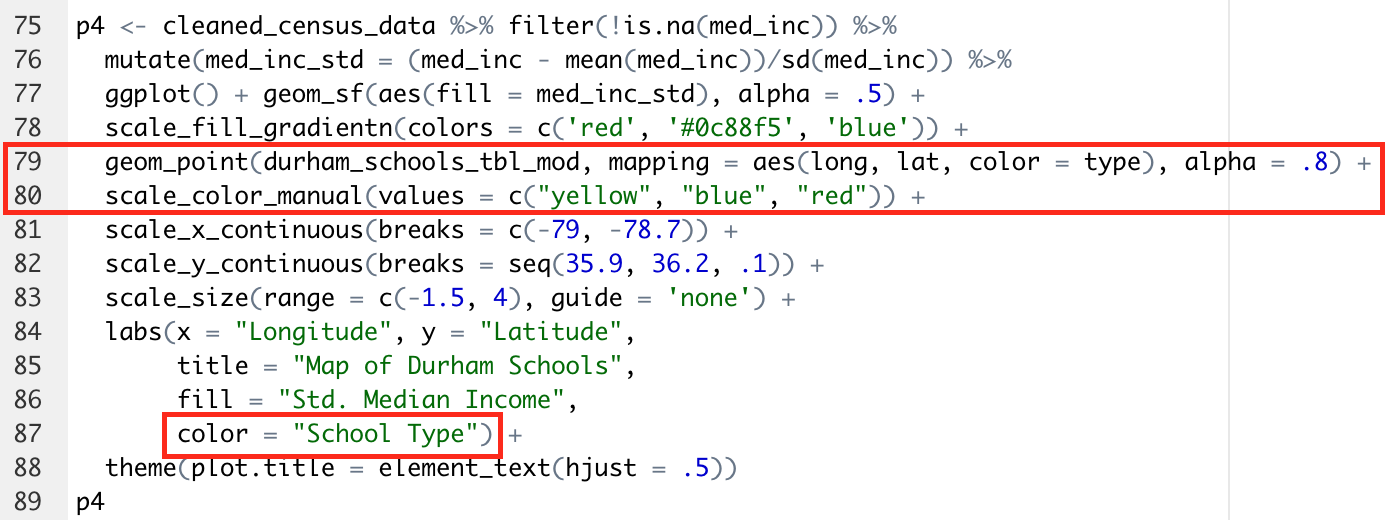 75 p4 <- cleaned_census_data %>% filter(!is.na(med_inc)) %>%
76 mutate(med_inc_std = (med_inc - mean(med_inc))/sd(med_inc)) %>%
77 ggplot() + geom_sf(aes(fill = med_inc_std), alpha = .5) +
78 scale_fill_gradientn(colors = c('red', '#0c88f5', 'blue')) +
79 geom_point(durham_schools_tbl_mod, mapping = aes(long, lat, color = type), alpha = .8) +
80 scale_color_manual(values = c("yellow", "blue", "red")) +
81 scale_x_continuous(breaks = c(-79, -78.7)) +
82 scale_y_continuous(breaks = seq(35.9, 36.2, .1)) +
83 scale_size(range = c(-1.5, 4), guide = 'none') +
84 labs(x = "Longitude", y = "Latitude",
85 title = "Map of Durham Schools",
86 fill = "Std. Median Income",
87 color = "School Type") +
88 theme(plot.title = element_text(hjust = .5))
89 p4